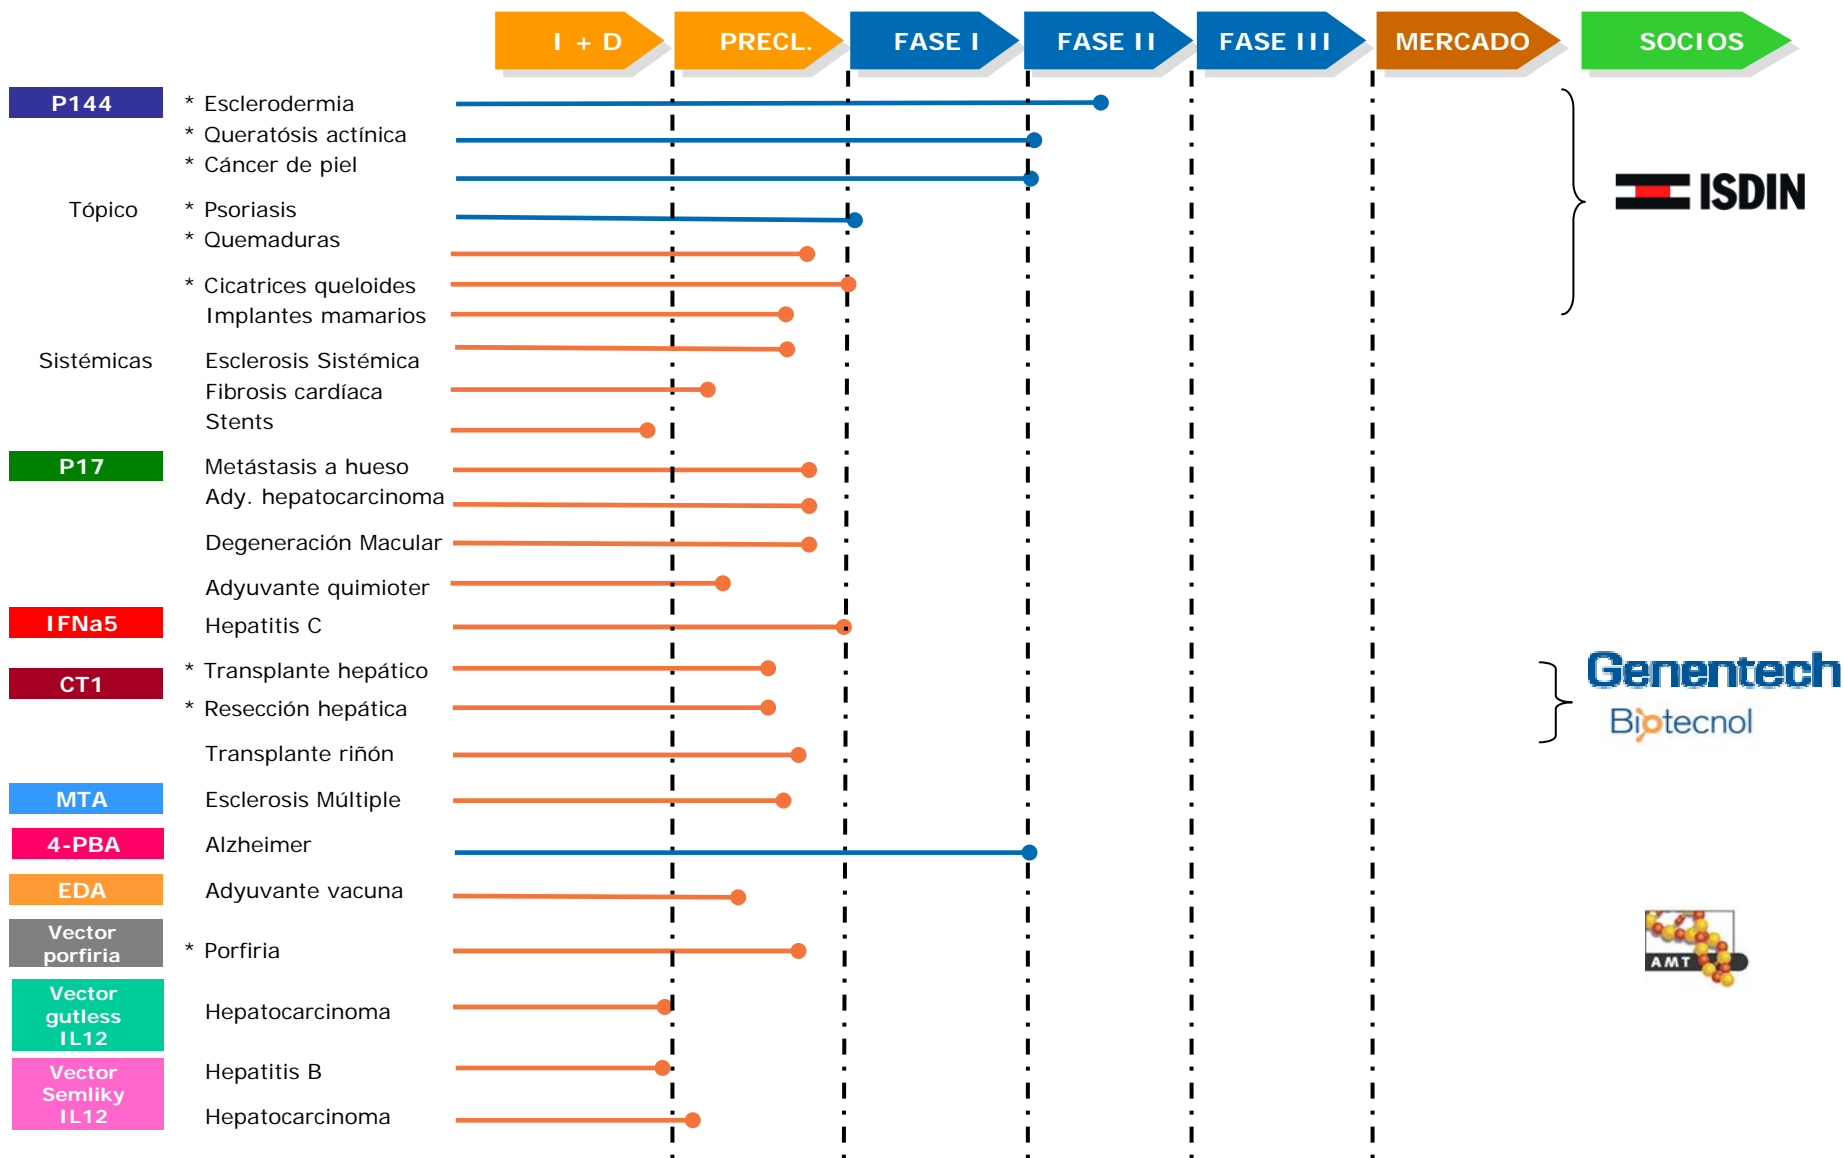 I + D PRECL. FASE I FASE II FASE III MERCADO SOCIOS
P144 * Esclerodermia
* Queratósis actínica
* Cáncer de piel
ISDIN
Tópico * Psoriasis
* Quemaduras
* Cicatrices queloides
Implantes mamarios
Sistémicas Esclerosis Sistémica
Fibrosis cardíaca
Stents
P17 Metástasis a hueso
Ady. hepatocarcinoma
Degeneración Macular
Adyuvante quimioter
IFNa5 Hepatitis C
CT1 * Transplante hepático
Genentech
* Resección hepática
Biotecnol
Transplante riñón
MTA Esclerosis Múltiple
4-PBA Alzheimer
EDA Adyuvante vacuna
Vector
porfiria * Porfiria
AMT
Vector
gutless
IL12
Hepatocarcinoma
Vector
Semliky
IL12
Hepatitis B
Hepatocarcinoma